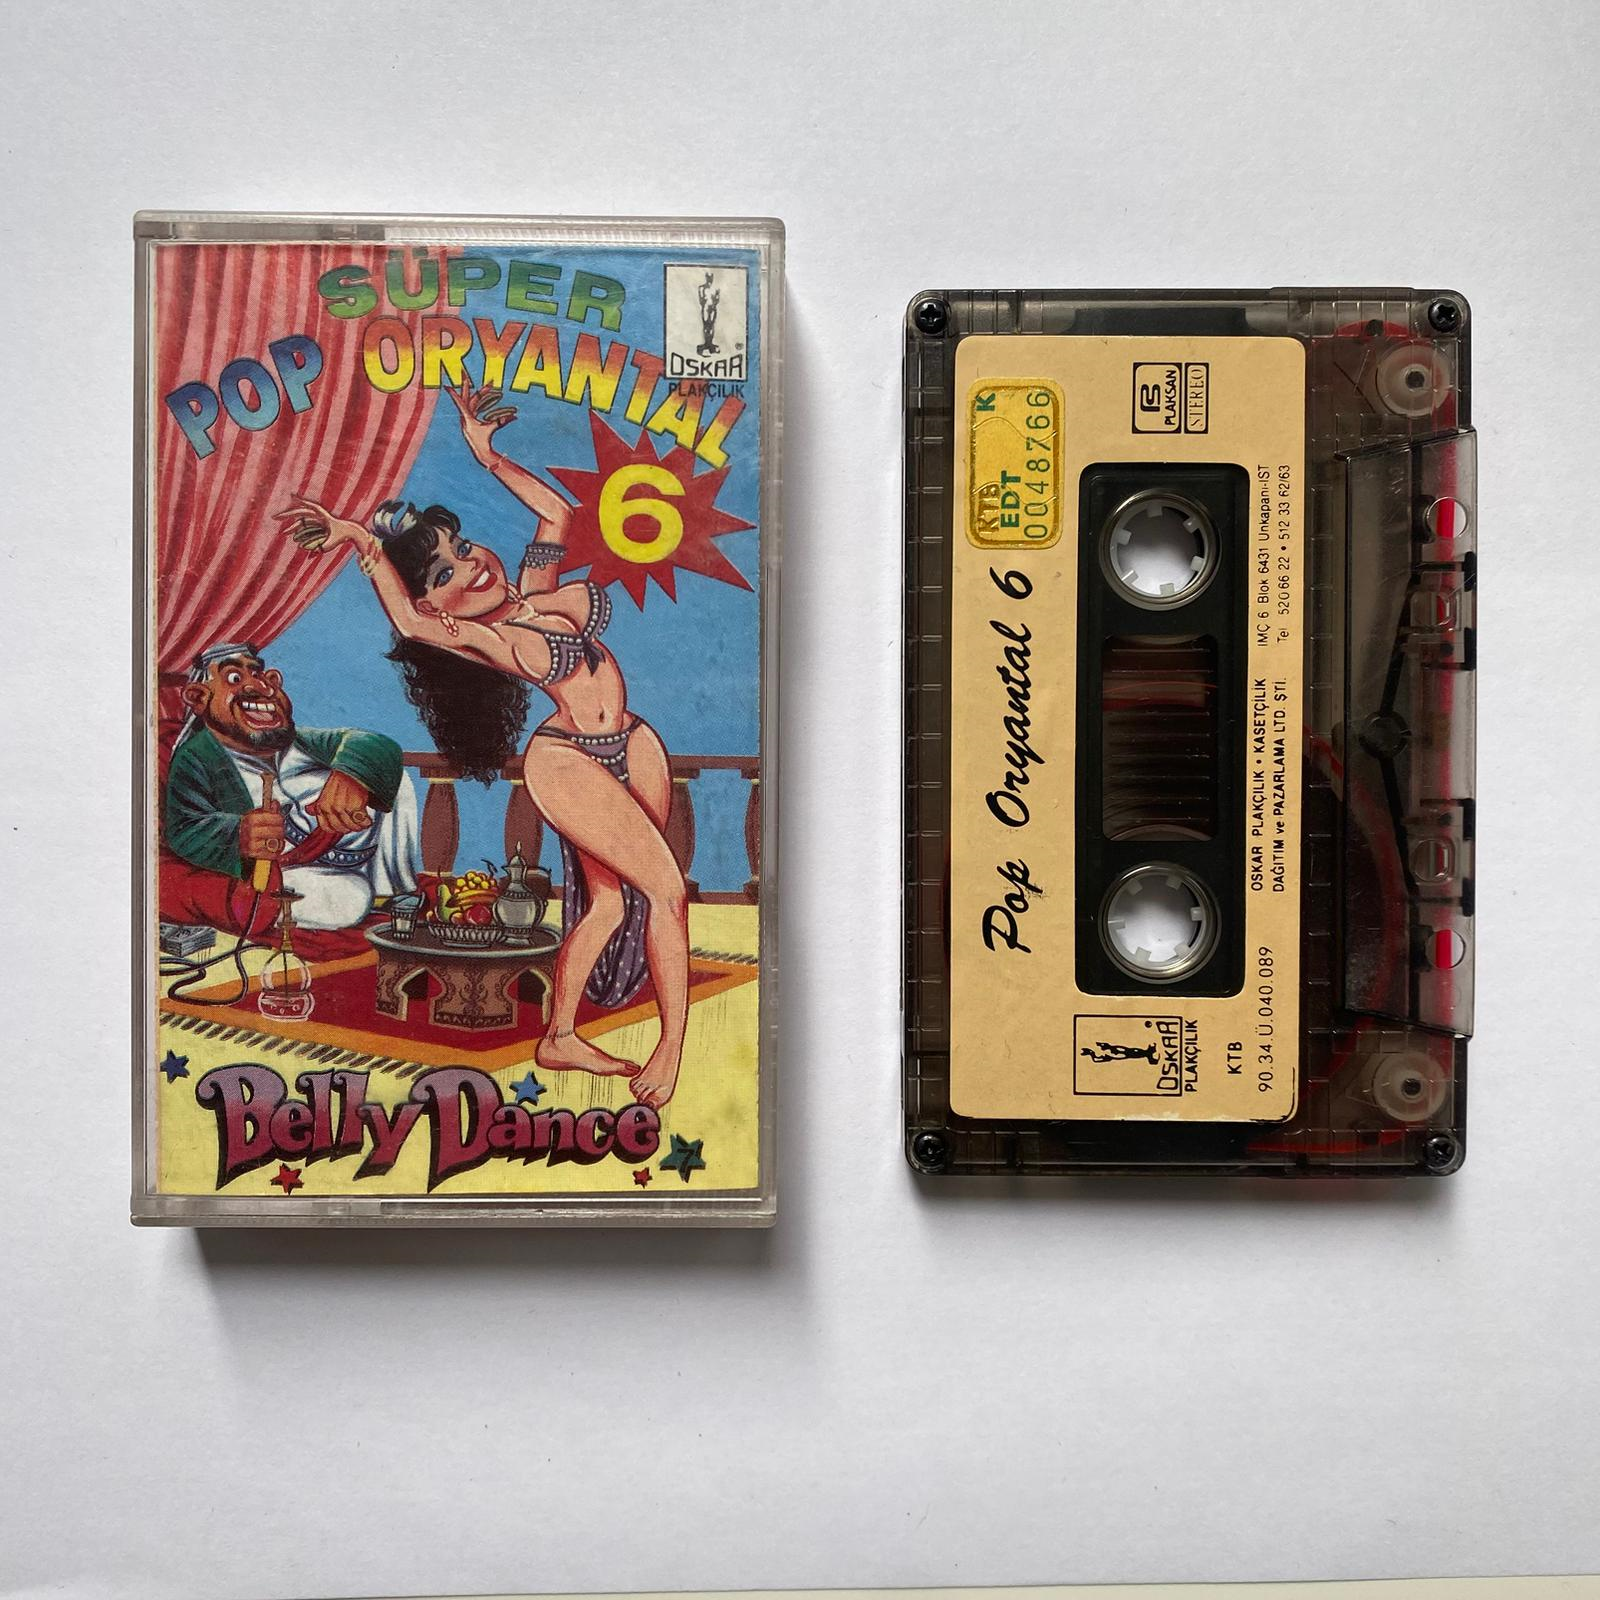 SÜPER
POP ORYANTAL
6
OSKAR
PLAKÇILIK
Belly Dance
7
KTB
EDT
K
0048766
PLAKSAN
STEREO
Pop Oryantal 6
OSKAR
PLAKÇILIK
KTB
90.34.Ü.040.089
OSKAR PLAKÇILIK • KASETÇİLİK
DAĞITIM ve PAZARLAMA LTD. ŞTİ.
İMÇ 6 Blok 6431 Unkapanı-İST
Tel 520 66 22 • 512 33 62/63